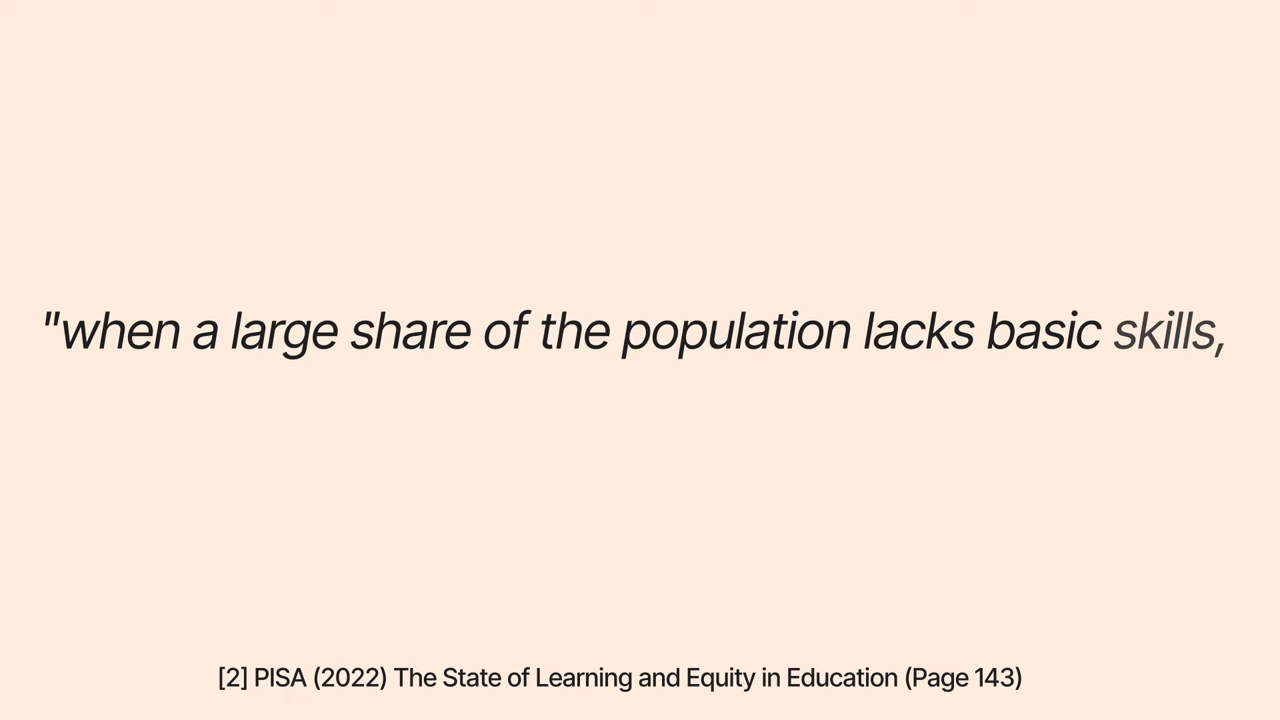 "when a large share of the population lacks basic skills,
[2] PISA (2022) The State of Learning and Equity in Education (Page 143)